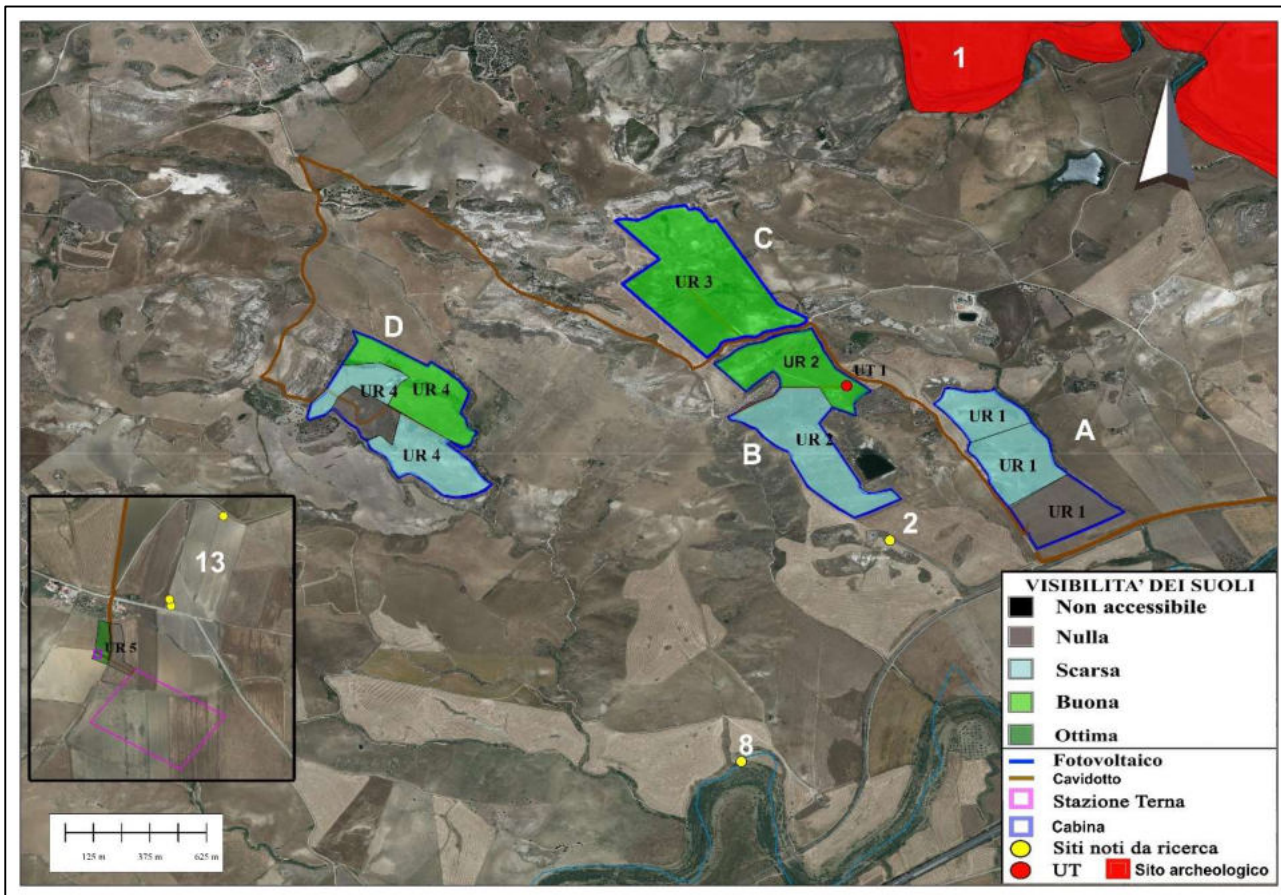 1
C
UR 3
D
UR 2
UT 1
UR 4
UR 4
UR 1
A
UR 4
B
UR 2
UR 1
UR 1
2
13
UR 5
8
VISIBILITA' DEI SUOLI
Non accessibile
Nulla
Scarsa
Buona
Ottima
Fotovoltaico
Cavidotto
Stazione Terna
Cabina
Siti noti da ricerca
UT Sito archeologico
125 m 375 m 625 m